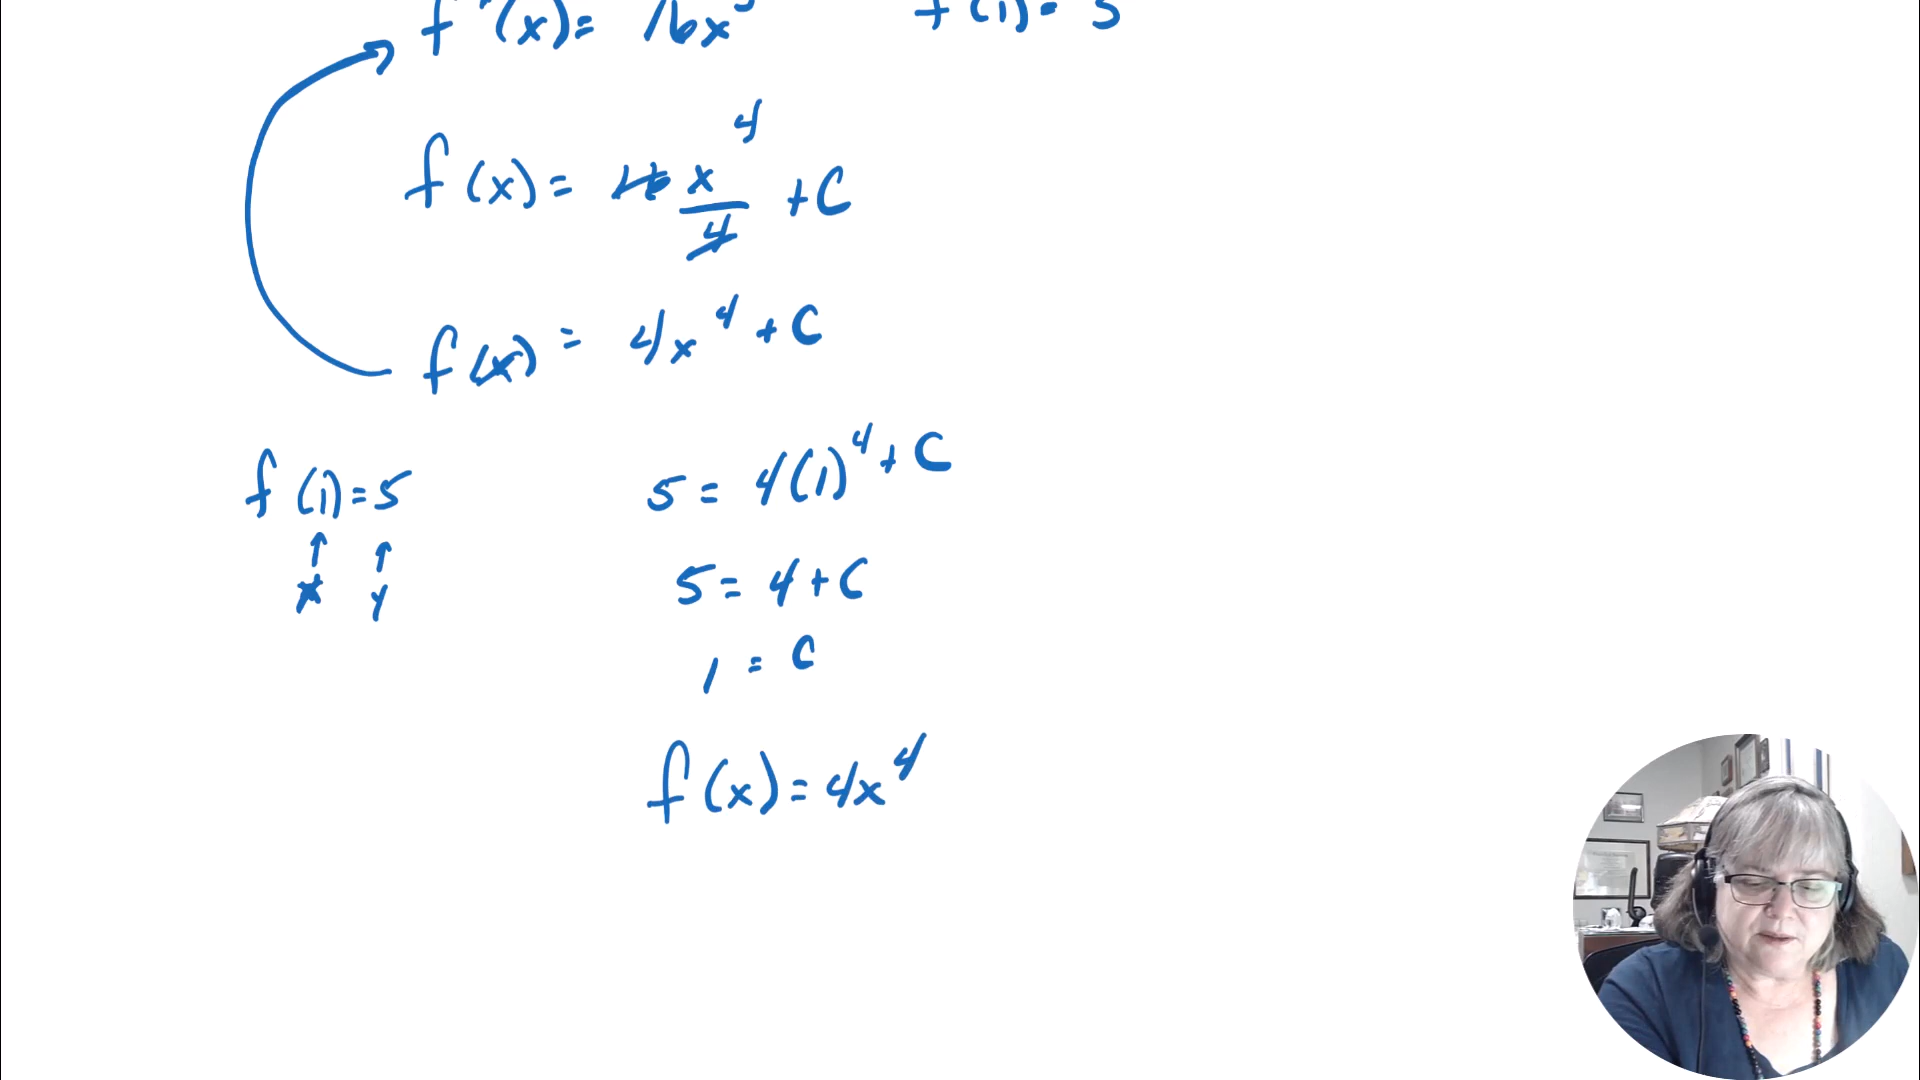 f'(x) = 16x³ f(1) = 5
f(x) = 16 x⁴/4 + C
f(x) = 4x⁴ + C
f(1) = 5 5 = 4(1)⁴ + C
↑ ↑
x y
5 = 4 + C
1 = C
f(x) = 4x⁴